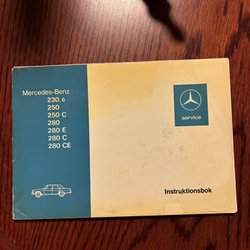 Mercedes-Benz
230.6
250
250 C
280
280 E
280 C
280 CE
service
Instruktionsbok